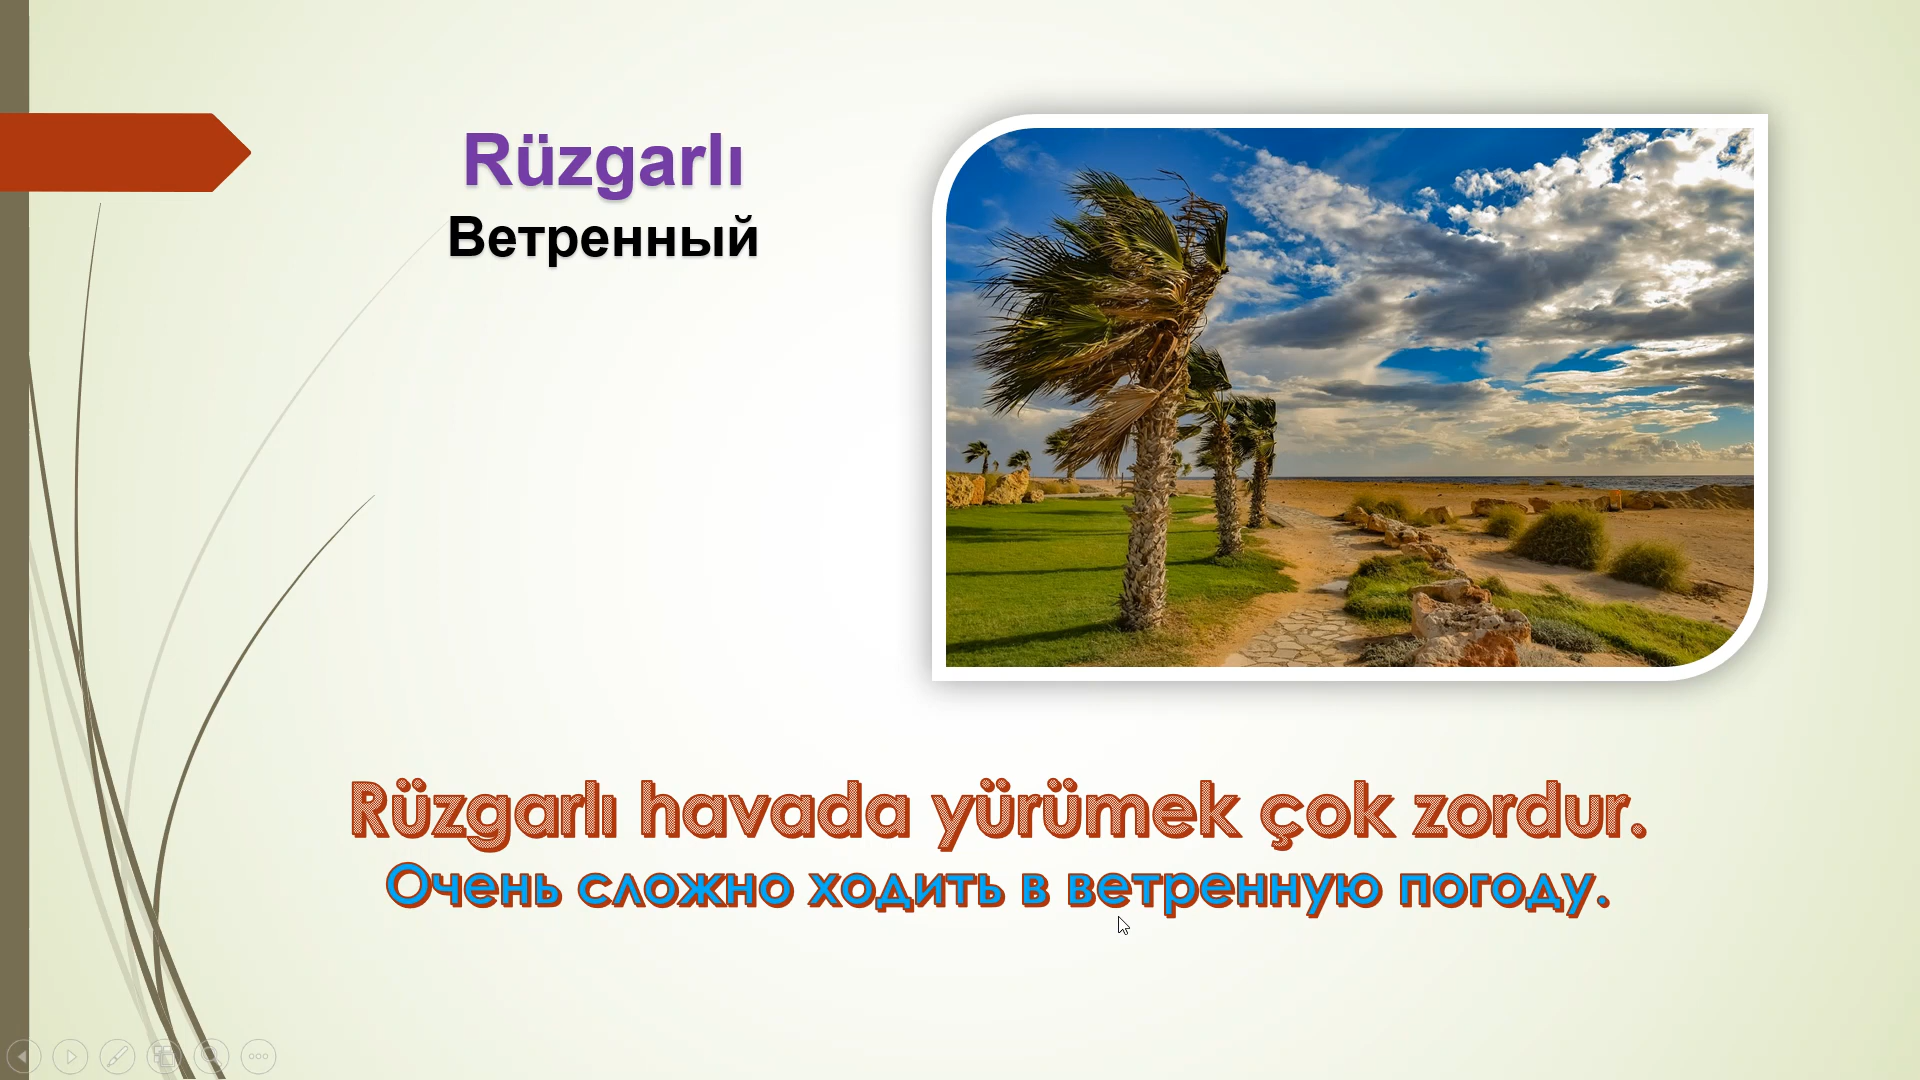 Rüzgarlı
Ветренный
Rüzgarlı havada yürümek çok zordur.
Очень сложно ходить в ветренную погоду.